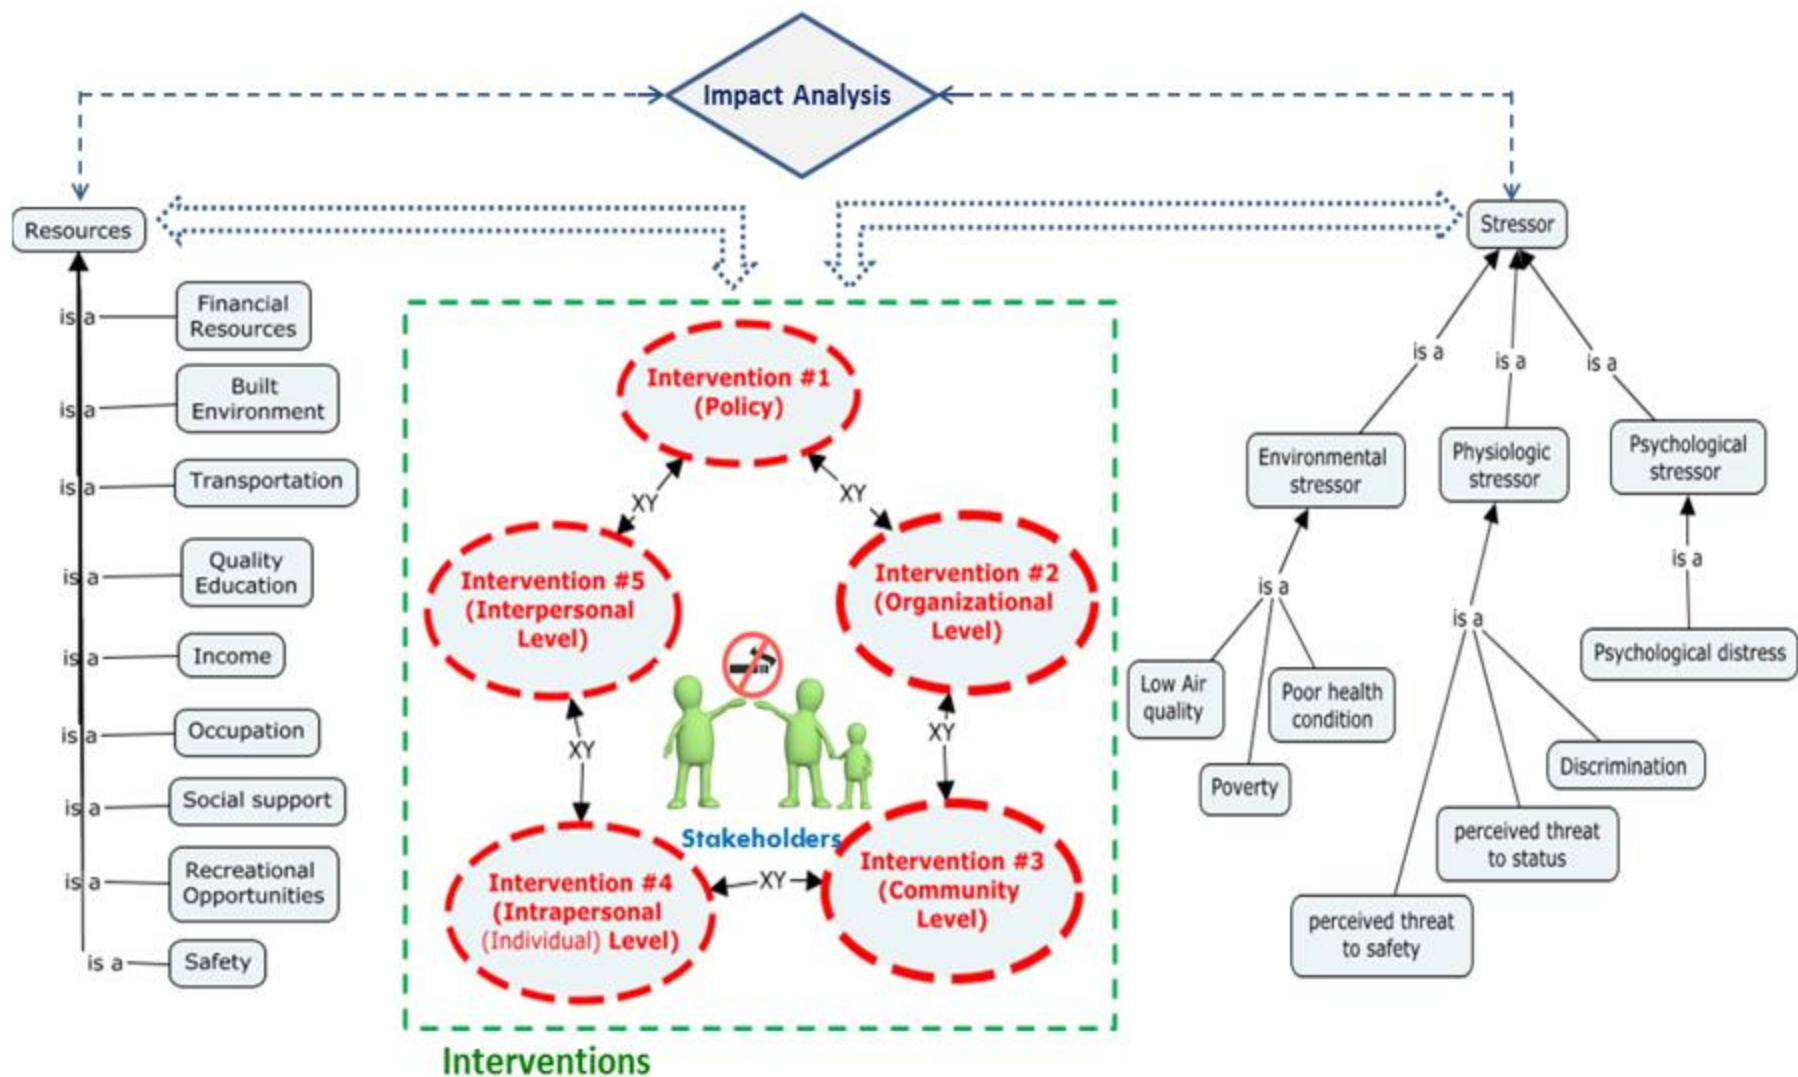 Impact Analysis
Resources
Stressor
is a
Financial
Resources
is a
Built
Environment
is a
Transportation
is a
Quality
Education
is a
Income
is a
Occupation
is a
Social support
is a
Recreational
Opportunities
is a
Safety
Intervention #1
(Policy)
XY
XY
Intervention #5
(Interpersonal
Level)
Intervention #2
(Organizational
Level)
XY
XY
Stakeholders
Intervention #4
(Intrapersonal
(Individual) Level)
XY
Intervention #3
(Community
Level)
Interventions
is a
is a
is a
Environmental
stressor
Physiologic
stressor
Psychological
stressor
is a
is a
is a
Low Air
quality
Poverty
Poor health
condition
perceived threat
to safety
perceived threat
to status
Discrimination
Psychological distress